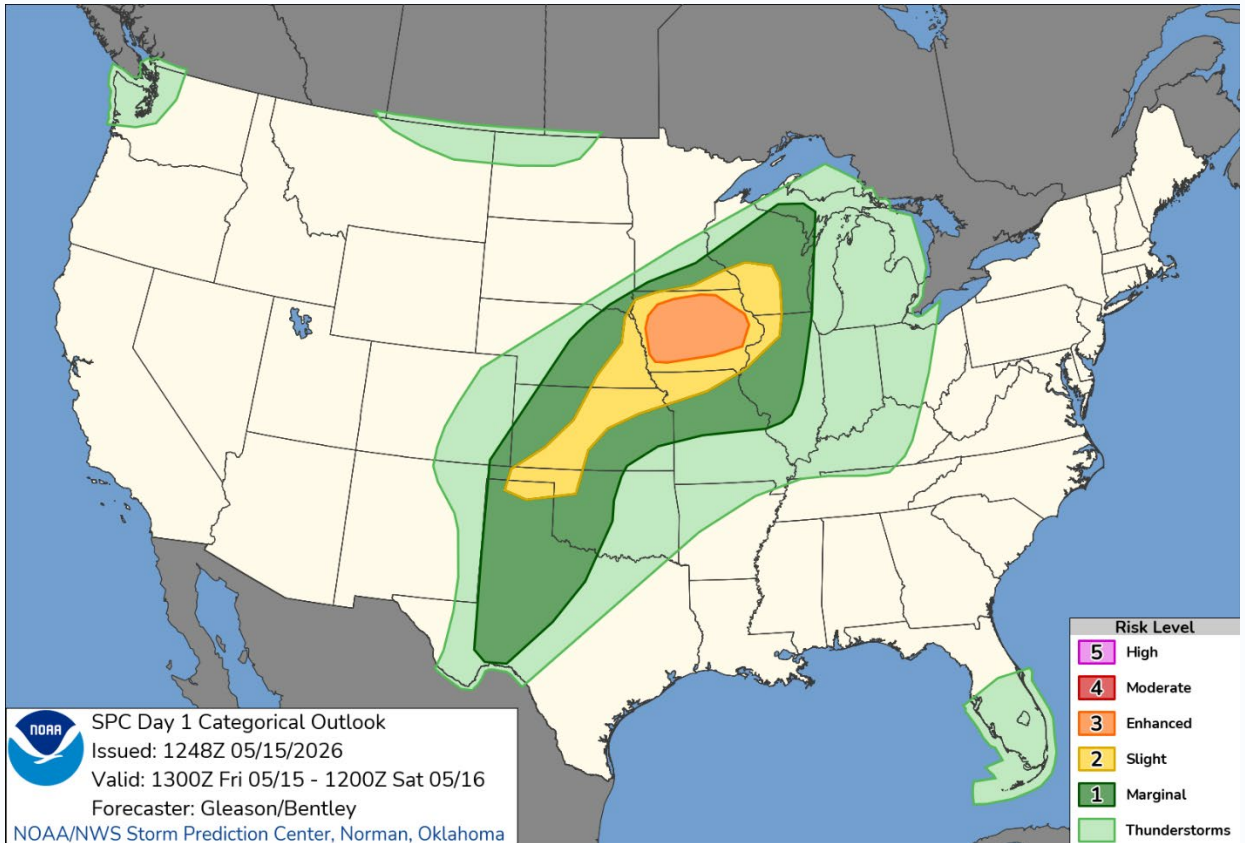 Risk Level
5 High
4 Moderate
3 Enhanced
2 Slight
1 Marginal
Thunderstorms
NOAA
SPC Day 1 Categorical Outlook
Issued: 1248Z 05/15/2026
Valid: 1300Z Fri 05/15 - 1200Z Sat 05/16
Forecaster: Gleason/Bentley
NOAA/NWS Storm Prediction Center, Norman, Oklahoma